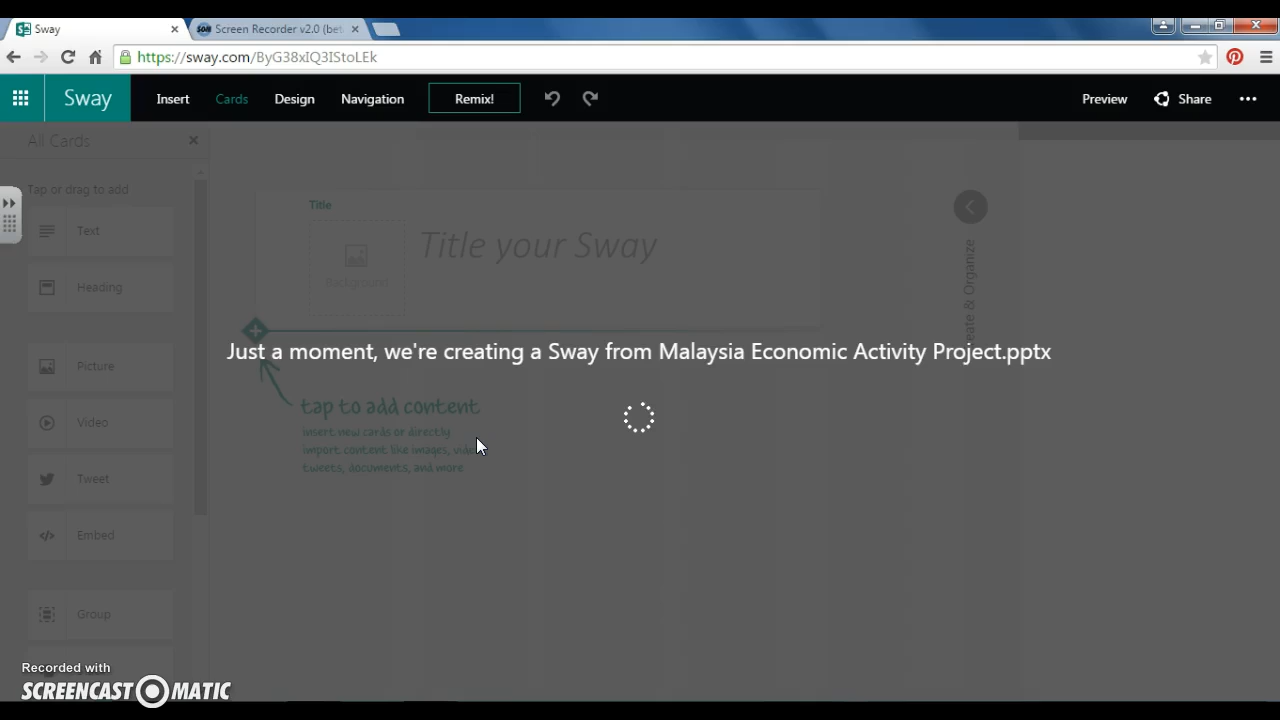 Sway
Screen Recorder v2.0 (bet
https://sway.com/ByG38xIQ3IStoLEk
Sway
Insert
Cards
Design
Navigation
Remix!
Preview
Share
All Cards
Tap or drag to add
Text
Heading
Picture
Video
Tweet
Embed
Group
Title
Background
Title your Sway
eate & Organize
Just a moment, we're creating a Sway from Malaysia Economic Activity Project.pptx
tap to add content
insert new cards or directly
import content like images, vide
tweets, documents, and more
Recorded with
SCREENCAST MATIC